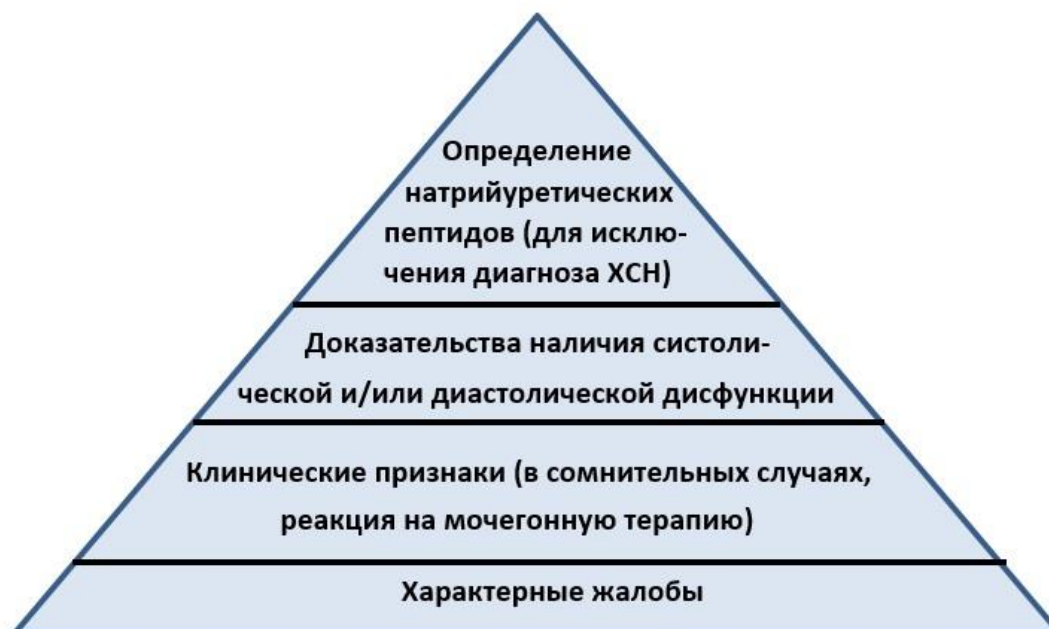 Определение
натрийуретических
пептидов (для исклю-
чения диагноза ХСН)
Доказательства наличия систоли-
ческой и/или диастолической дисфункции
Клинические признаки (в сомнительных случаях,
реакция на мочегонную терапию)
Характерные жалобы